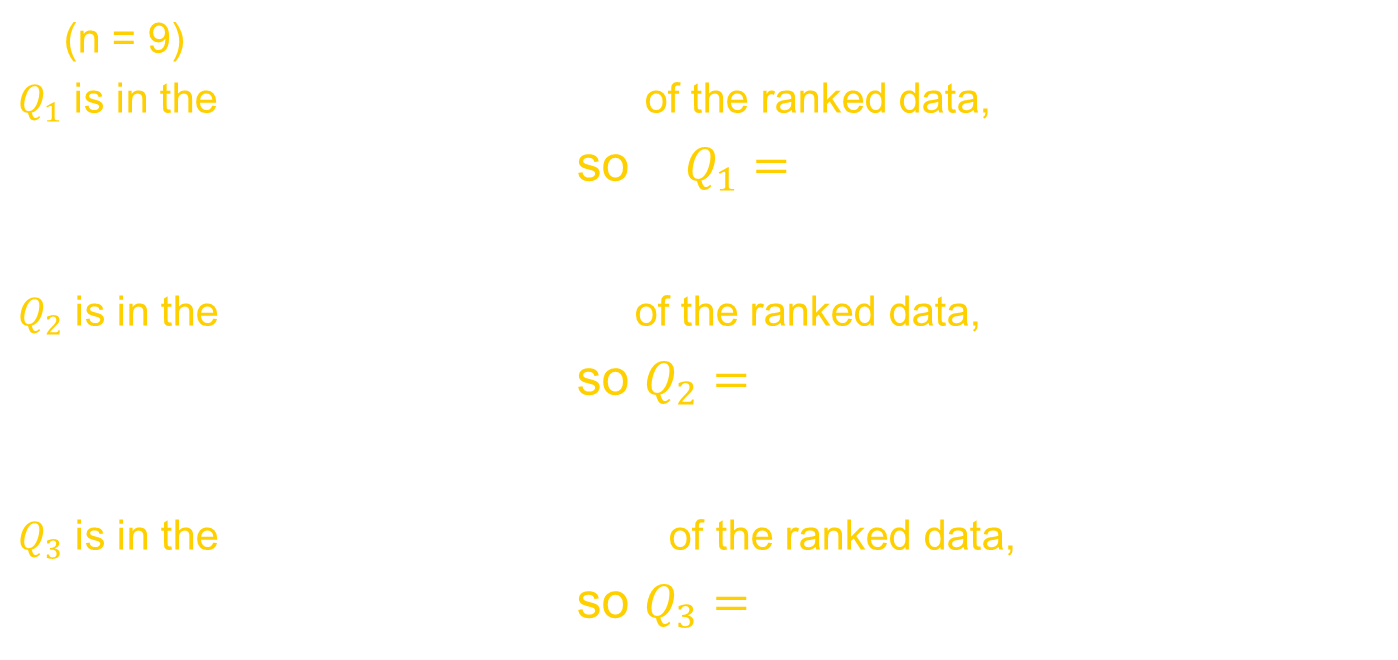 (n = 9)
Q₁ is in the of the ranked data,
so Q₁ =
Q₂ is in the of the ranked data,
so Q₂ =
Q₃ is in the of the ranked data,
so Q₃ =